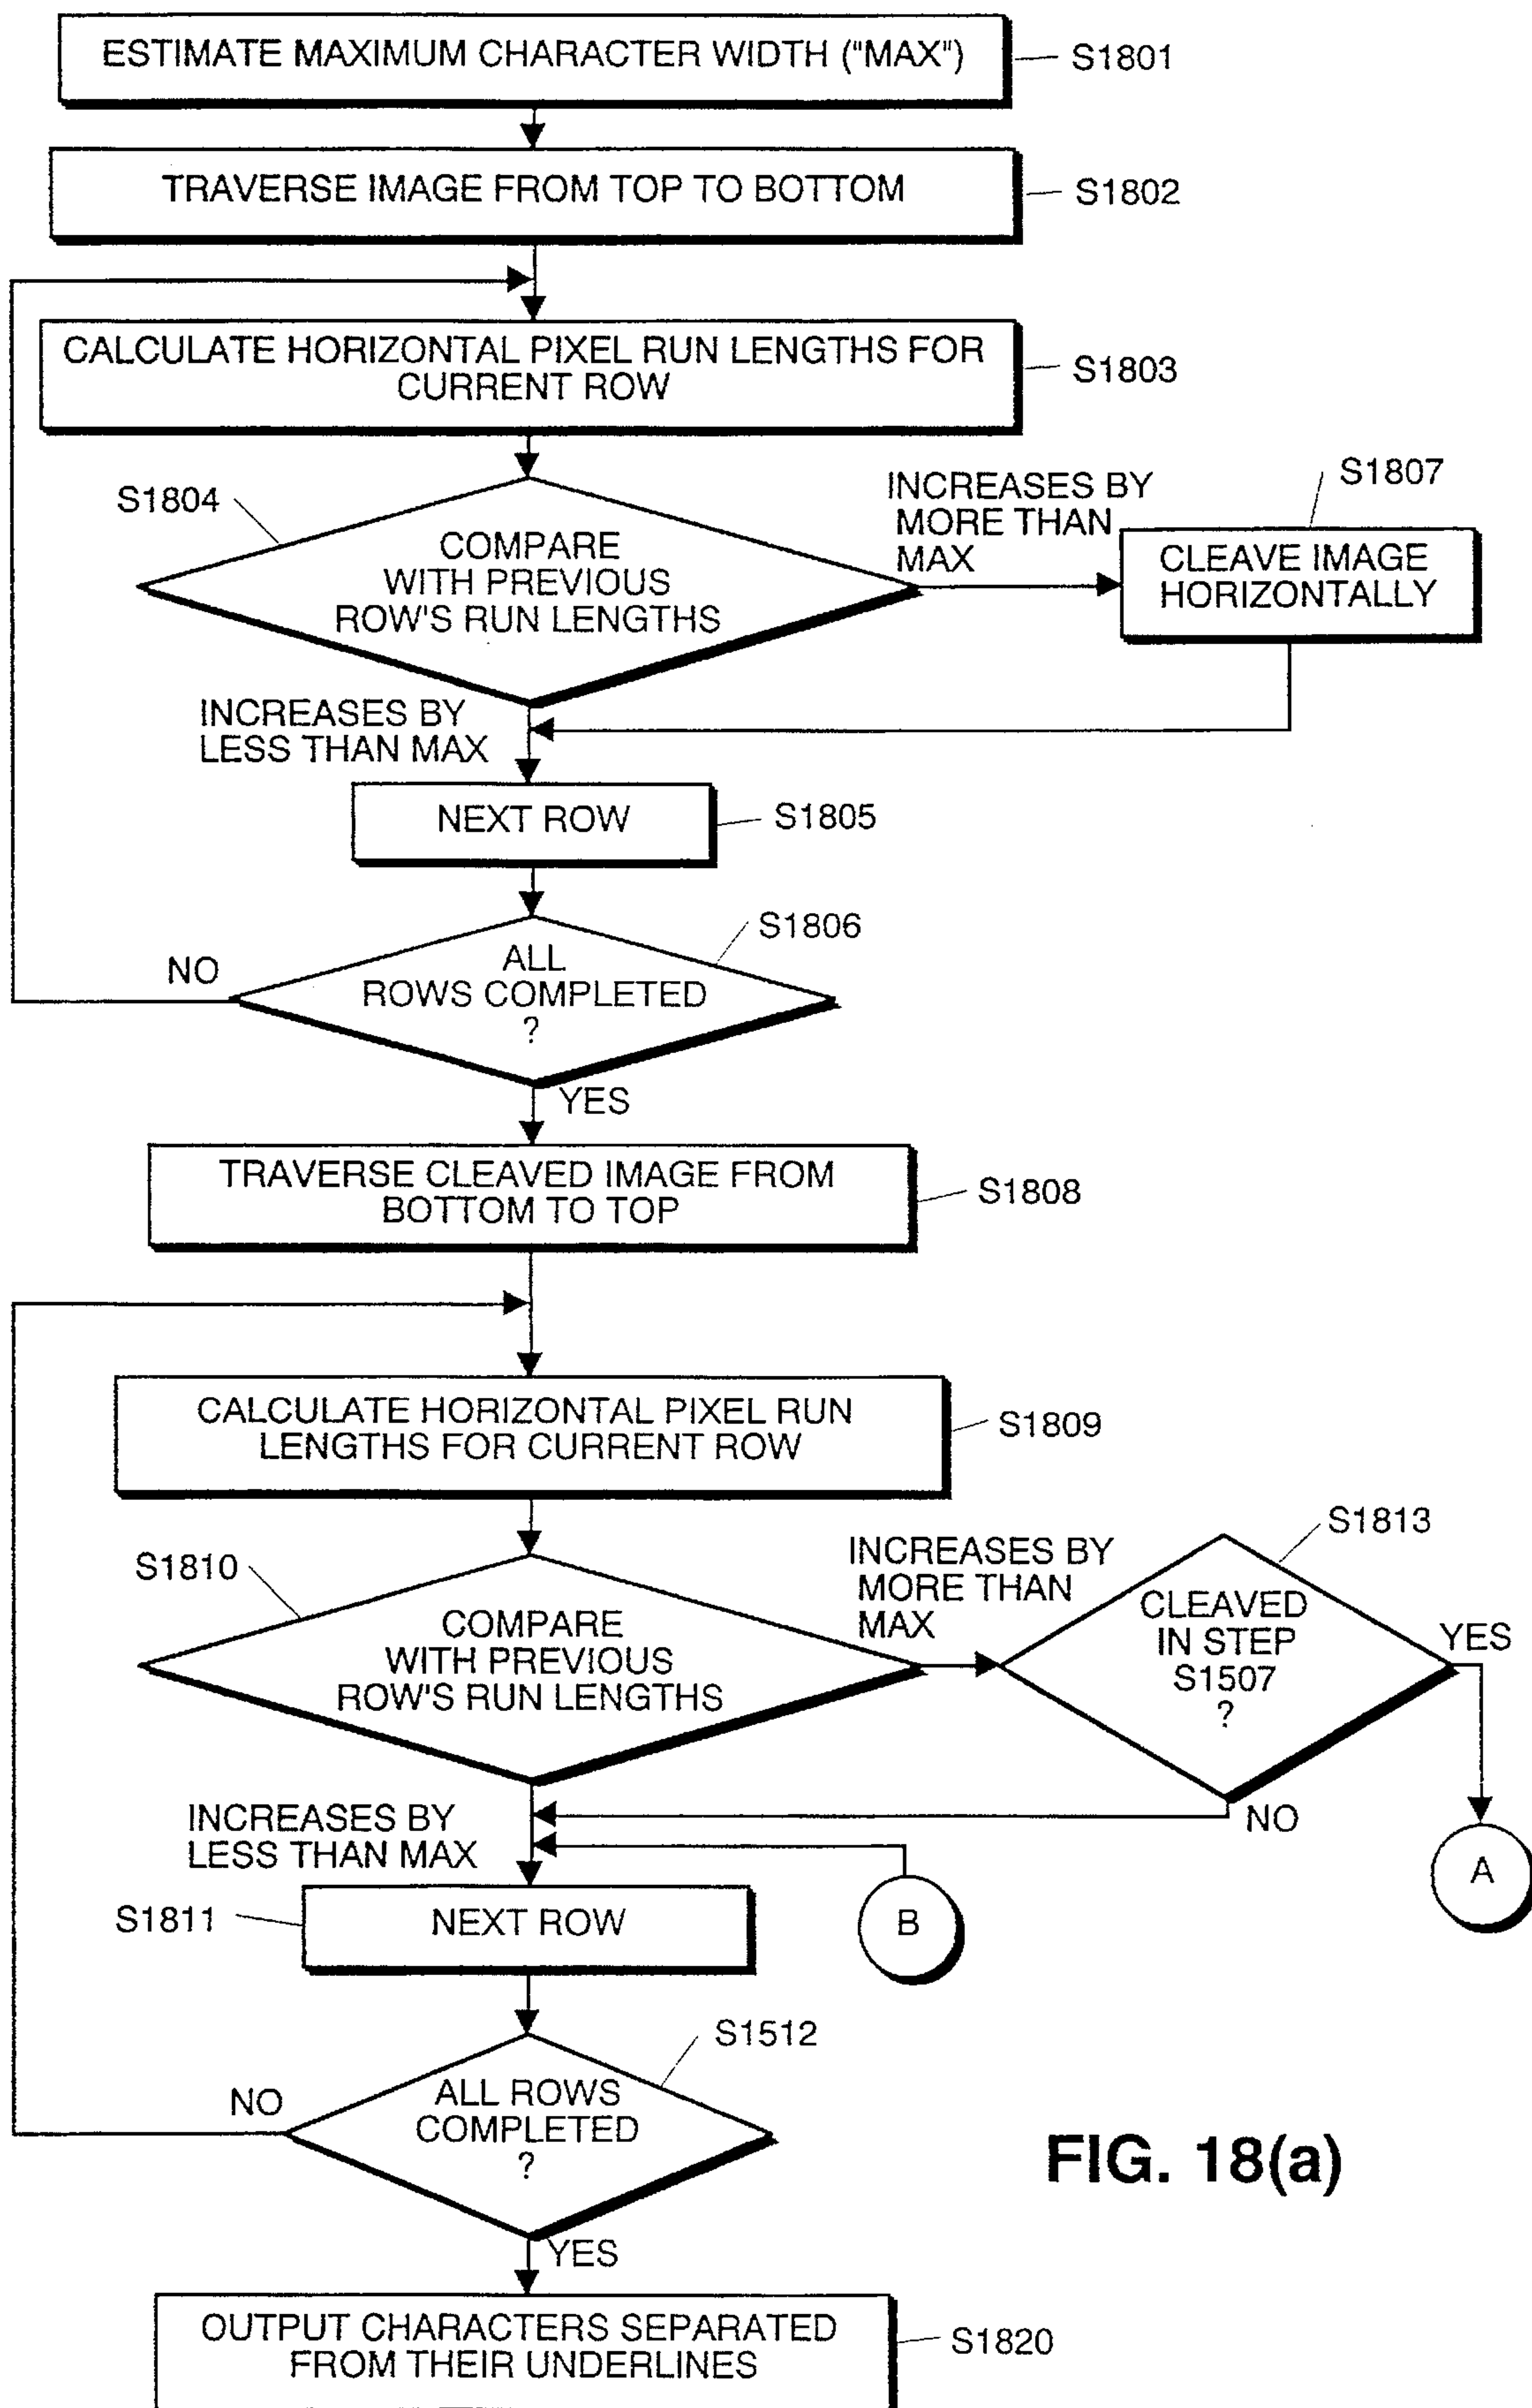 ESTIMATE MAXIMUM CHARACTER WIDTH ("MAX")
S1801
TRAVERSE IMAGE FROM TOP TO BOTTOM
S1802
CALCULATE HORIZONTAL PIXEL RUN LENGTHS FOR
CURRENT ROW
S1803
S1804
COMPARE
WITH PREVIOUS
ROW'S RUN LENGTHS
INCREASES BY
MORE THAN
MAX
S1807
CLEAVE IMAGE
HORIZONTALLY
INCREASES BY
LESS THAN MAX
NEXT ROW
S1805
S1806
ALL
ROWS COMPLETED
?
NO
YES
TRAVERSE CLEAVED IMAGE FROM
BOTTOM TO TOP
S1808
CALCULATE HORIZONTAL PIXEL RUN
LENGTHS FOR CURRENT ROW
S1809
S1810
COMPARE
WITH PREVIOUS
ROW'S RUN LENGTHS
INCREASES BY
MORE THAN
MAX
S1813
CLEAVED
IN STEP
S1507
?
YES
NO
A
INCREASES BY
LESS THAN MAX
B
S1811
NEXT ROW
S1512
ALL ROWS
COMPLETED
?
NO
YES
FIG. 18(a)
OUTPUT CHARACTERS SEPARATED
FROM THEIR UNDERLINES
S1820